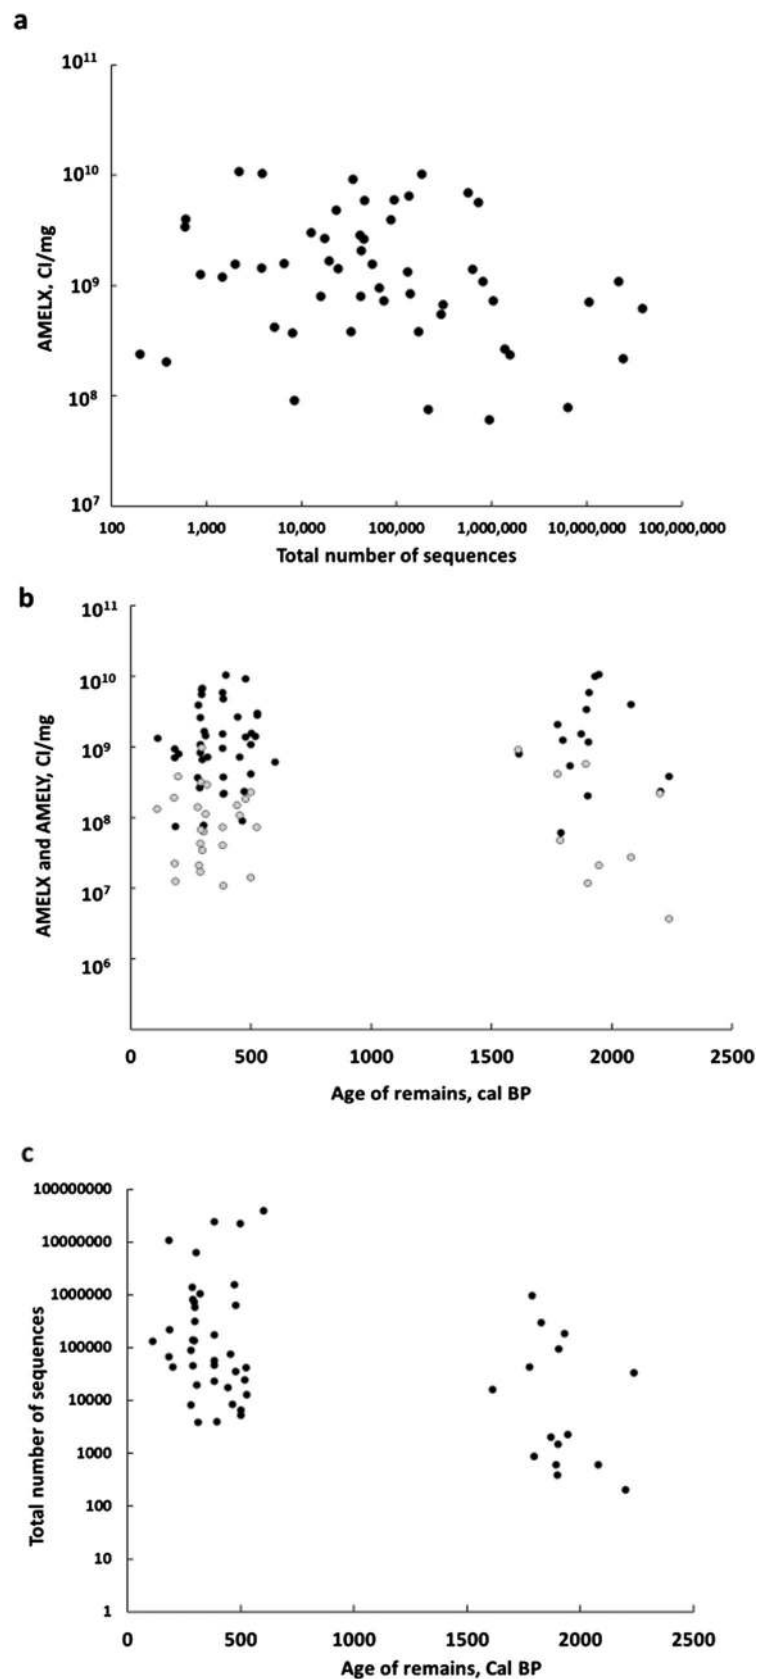 a
10¹¹
10¹⁰
10⁹
10⁸
10⁷
AMELX, CI/mg
100 1,000 10,000 100,000 1,000,000 10,000,000 100,000,000
Total number of sequences
b
10¹¹
10¹⁰
10⁹
10⁸
10⁷
10⁶
AMELX and AMELY, CI/mg
0 500 1000 1500 2000 2500
Age of remains, cal BP
c
100000000
10000000
1000000
100000
10000
1000
100
10
1
Total number of sequences
0 500 1000 1500 2000 2500
Age of remains, Cal BP